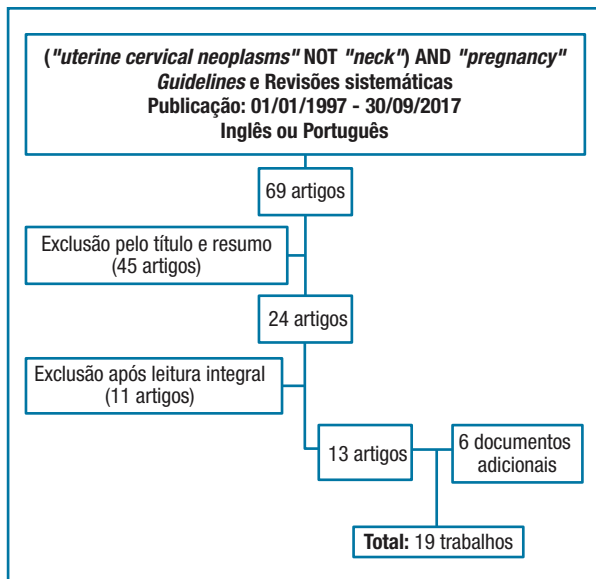 ("uterine cervical neoplasms" NOT "neck") AND "pregnancy"
Guidelines e Revisões sistemáticas
Publicação: 01/01/1997 - 30/09/2017
Inglês ou Português
69 artigos
Exclusão pelo título e resumo
(45 artigos)
24 artigos
Exclusão após leitura integral
(11 artigos)
13 artigos
6 documentos
adicionais
Total: 19 trabalhos